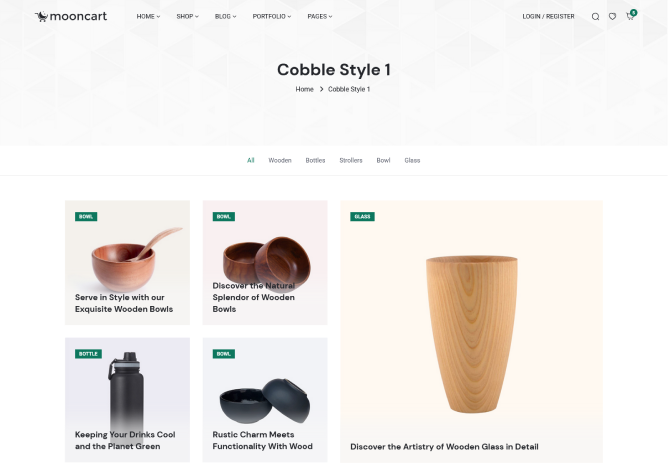 mooncart
HOME
SHOP
BLOG
PORTFOLIO
PAGES
LOGIN / REGISTER
Cobble Style 1
Home > Cobble Style 1
All
Wooden
Bottles
Strollers
Bowl
Glass
BOWL
Serve in Style with our
Exquisite Wooden Bowls
BOWL
Discover the Natural
Splendor of Wooden
Bowls
GLASS
Discover the Artistry of Wooden Glass in Detail
BOTTLE
Keeping Your Drinks Cool
and the Planet Green
BOWL
Rustic Charm Meets
Functionality With Wood